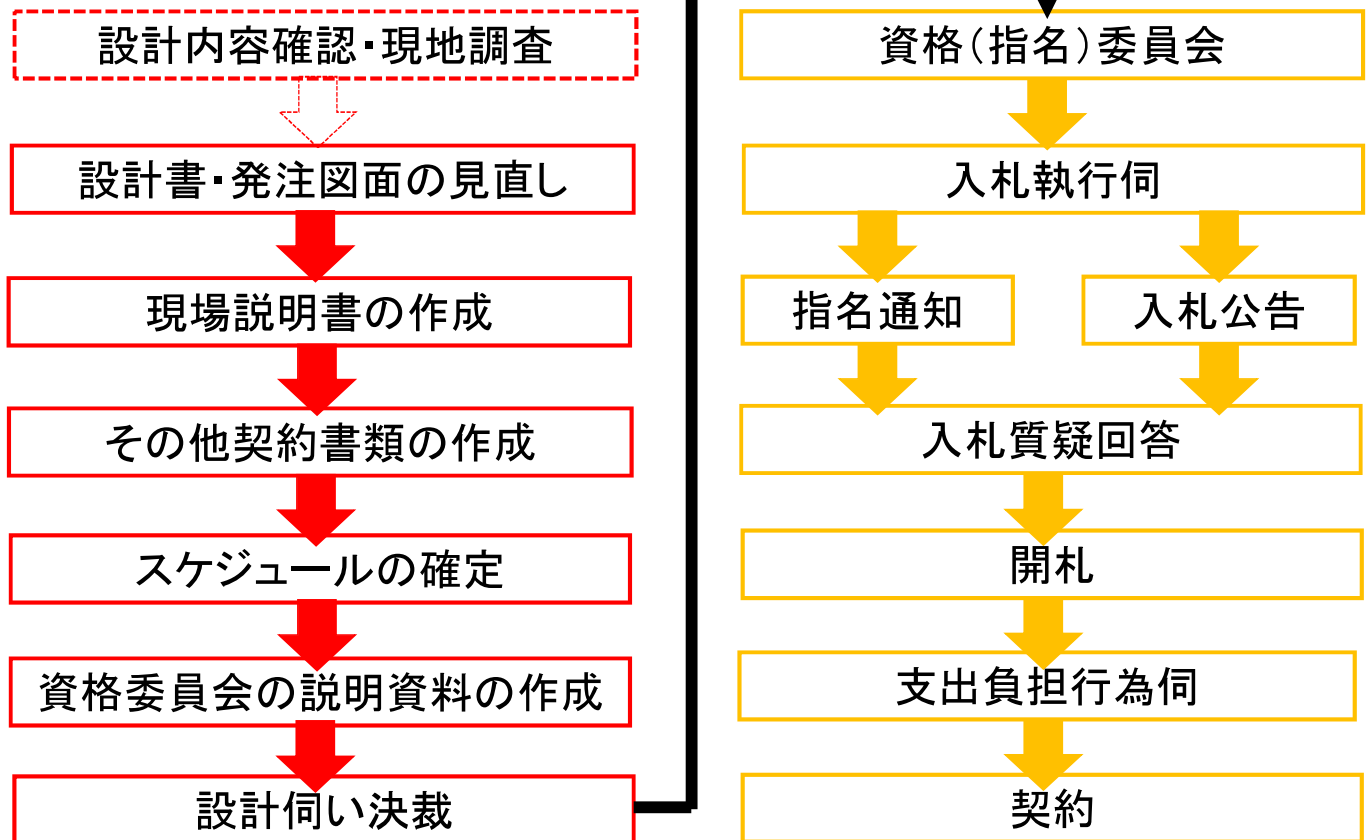 設計内容確認・現地調査
設計書・発注図面の見直し
現場説明書の作成
その他契約書類の作成
スケジュールの確定
資格委員会の説明資料の作成
設計伺い決裁
資格(指名)委員会
入札執行伺
指名通知
入札公告
入札質疑回答
開札
支出負担行為伺
契約